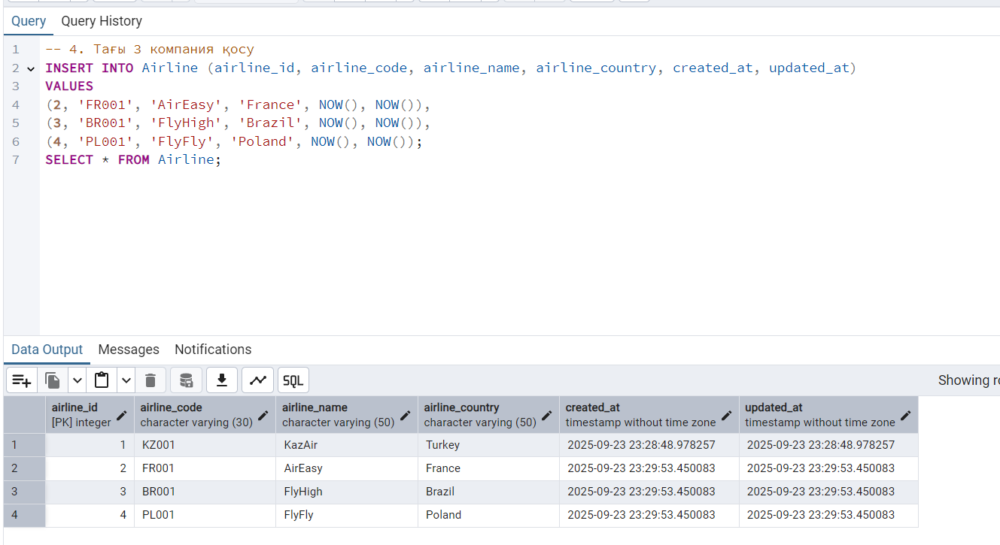 Query Query History
1 -- 4. Тағы 3 компания қосу
2 INSERT INTO Airline (airline_id, airline_code, airline_name, airline_country, created_at, updated_at)
3 VALUES
4 (2, 'FR001', 'AirEasy', 'France', NOW(), NOW()),
5 (3, 'BR001', 'FlyHigh', 'Brazil', NOW(), NOW()),
6 (4, 'PL001', 'FlyFly', 'Poland', NOW(), NOW());
7 SELECT * FROM Airline;
Data Output Messages Notifications
SQL Showing
airline_id airline_code airline_name airline_country created_at updated_at
[PK] integer character varying (30) character varying (50) character varying (50) timestamp without time zone timestamp without time zone
1 1 KZ001 KazAir Turkey 2025-09-23 23:28:48.978257 2025-09-23 23:28:48.978257
2 2 FR001 AirEasy France 2025-09-23 23:29:53.450083 2025-09-23 23:29:53.450083
3 3 BR001 FlyHigh Brazil 2025-09-23 23:29:53.450083 2025-09-23 23:29:53.450083
4 4 PL001 FlyFly Poland 2025-09-23 23:29:53.450083 2025-09-23 23:29:53.450083